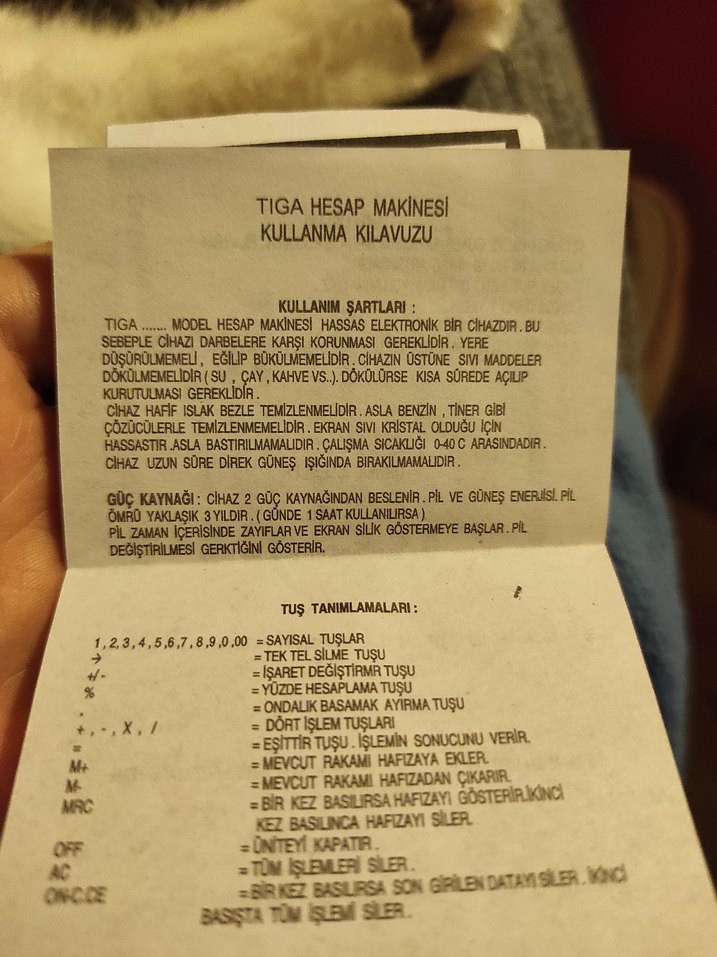 TIGA HESAP MAKİNESİ
KULLANMA KILAVUZU
KULLANIM ŞARTLARI :
TIGA ....... MODEL HESAP MAKİNESİ HASSAS ELEKTRONİK BİR CİHAZDIR . BU
SEBEPLE CİHAZI DARBELERE KARŞI KORUNMASI GEREKLİDİR . YERE
DÜŞÜRÜLMEMELİ , EĞİLİP BÜKÜLMEMELİDİR . CİHAZIN ÜSTÜNE SIVI MADDELER
DÖKÜLMEMELİDİR ( SU , ÇAY , KAHVE VS..). DÖKÜLÜRSE KISA SÜREDE AÇILIP
KURUTULMASI GEREKLİDİR .
CİHAZ HAFİF ISLAK BEZLE TEMİZLENMELİDİR . ASLA BENZİN , TİNER GİBİ
ÇÖZÜCÜLERLE TEMİZLENMEMELİDİR . EKRAN SIVI KRİSTAL OLDUĞU İÇİN
HASSASTIR . ASLA BASTIRILMAMALIDIR . ÇALIŞMA SICAKLIĞI 0-40 C ARASINDADIR .
CİHAZ UZUN SÜRE DİREK GÜNEŞ IŞIĞINDA BIRAKILMAMALIDIR .
GÜÇ KAYNAĞI : CİHAZ 2 GÜÇ KAYNAĞINDAN BESLENİR . PİL VE GÜNEŞ ENERJİSİ. PİL
ÖMRÜ YAKLAŞIK 3 YILDIR . ( GÜNDE 1 SAAT KULLANILIRSA )
PİL ZAMAN İÇERİSİNDE ZAYIFLAR VE EKRAN SİLİK GÖSTERMEYE BAŞLAR . PİL
DEĞİŞTİRİLMESİ GERKTİĞİNİ GÖSTERİR.
TUŞ TANIMLAMALARI :
1 , 2 , 3 , 4 , 5 , 6 , 7 , 8 , 9 , 0 , 00 = SAYISAL TUŞLAR
→ = TEK TEL SİLME TUŞU
+/- = İŞARET DEĞİŞTİRMR TUŞU
% = YÜZDE HESAPLAMA TUŞU
. = ONDALIK BASAMAK AYIRMA TUŞU
+ , - , X , / = DÖRT İŞLEM TUŞLARI
= = EŞİTTİR TUŞU . İŞLEMİN SONUCUNU VERİR.
M+ = MEVCUT RAKAMI HAFIZAYA EKLER.
M- = MEVCUT RAKAMI HAFIZADAN ÇIKARIR.
MRC = BİR KEZ BASILIRSA HAFIZAYI GÖSTERİR.İKİNCİ
KEZ BASILINCA HAFIZAYI SİLER.
OFF = ÜNİTEYİ KAPATIR .
AC = TÜM İŞLEMLERİ SİLER .
ON-C.CE = BİR KEZ BASILIRSA SON GİRİLEN DATAYI SİLER . İKİNCİ
BASIŞTA TÜM İŞLEMİ SİLER .